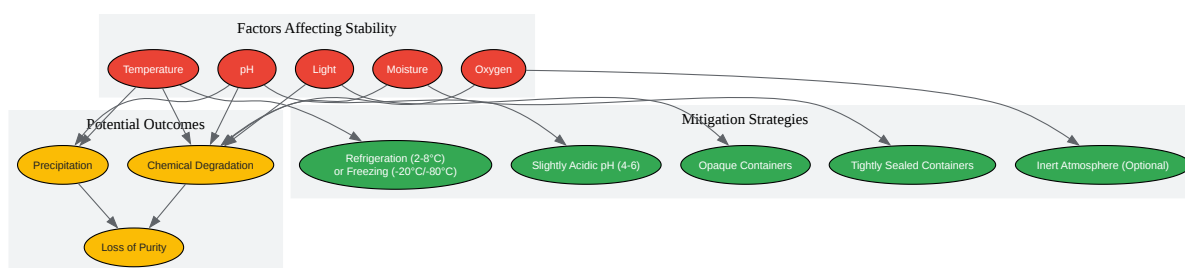 Factors Affecting Stability
Temperature
pH
Light
Moisture
Oxygen
Potential Outcomes
Mitigation Strategies
Precipitation
Chemical Degradation
Refrigeration (2-8°C)
or Freezing (-20°C/-80°C)
Slightly Acidic pH (4-6)
Opaque Containers
Tightly Sealed Containers
Inert Atmosphere (Optional)
Loss of Purity